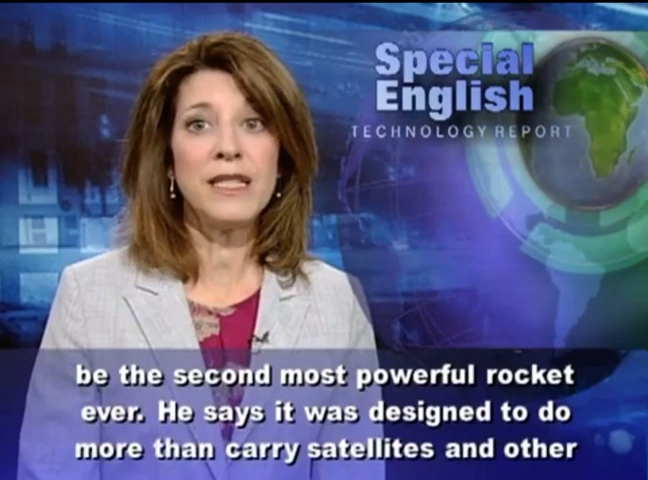 Special
English
TECHNOLOGY REPORT
be the second most powerful rocket
ever. He says it was designed to do
more than carry satellites and other